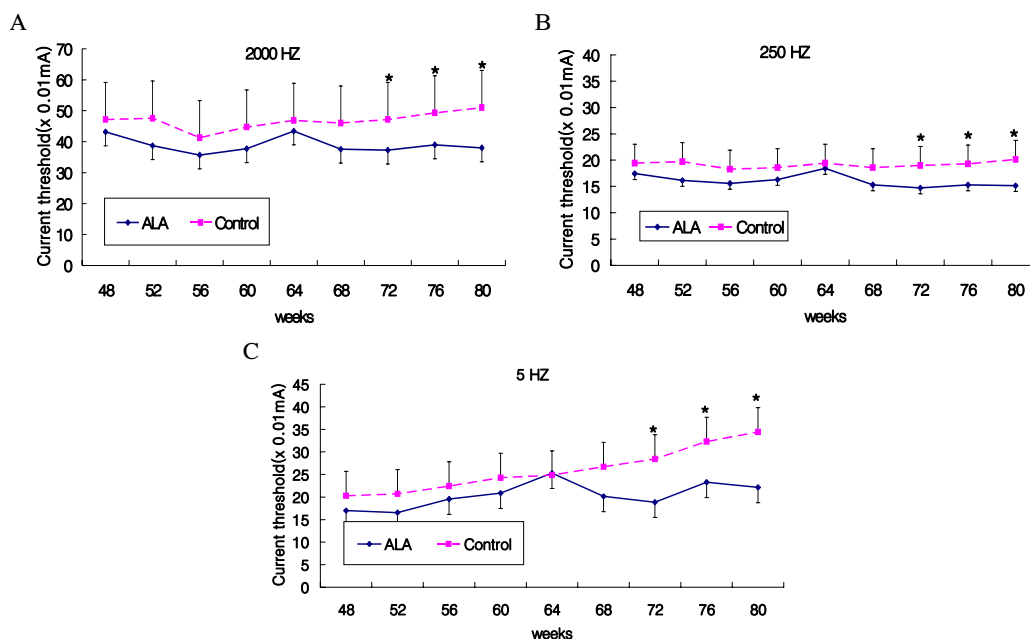 A
2000 HZ
Current threshold(x 0.01mA)
70
60
50
40
30
20
10
0
* * *
ALA Control
48 52 56 60 64 68 72 76 80
weeks
B
250 HZ
Current threshold(x 0.01mA)
40
35
30
25
20
15
10
5
0
* * *
ALA Control
48 52 56 60 64 68 72 76 80
weeks
C
5 HZ
Current threshold(x 0.01mA)
45
40
35
30
25
20
15
10
5
0
* * *
ALA Control
48 52 56 60 64 68 72 76 80
weeks